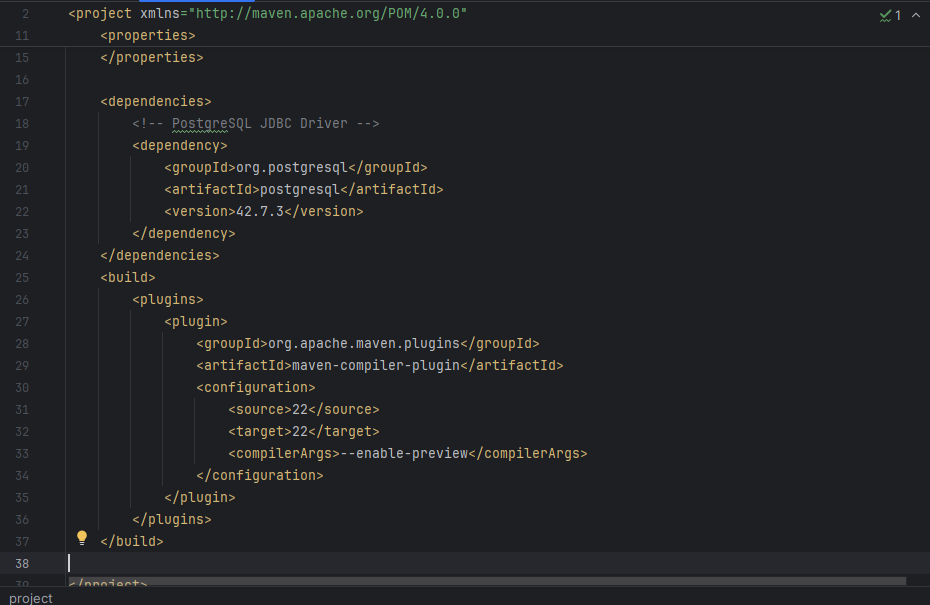 2 <project xmlns="http://maven.apache.org/POM/4.0.0" 1
11 <properties>
15 </properties>
16
17 <dependencies>
18 <!-- PostgreSQL JDBC Driver -->
19 <dependency>
20 <groupId>org.postgresql</groupId>
21 <artifactId>postgresql</artifactId>
22 <version>42.7.3</version>
23 </dependency>
24 </dependencies>
25 <build>
26 <plugins>
27 <plugin>
28 <groupId>org.apache.maven.plugins</groupId>
29 <artifactId>maven-compiler-plugin</artifactId>
30 <configuration>
31 <source>22</source>
32 <target>22</target>
33 <compilerArgs>--enable-preview</compilerArgs>
34 </configuration>
35 </plugin>
36 </plugins>
37 </build>
38
39 </project>
project